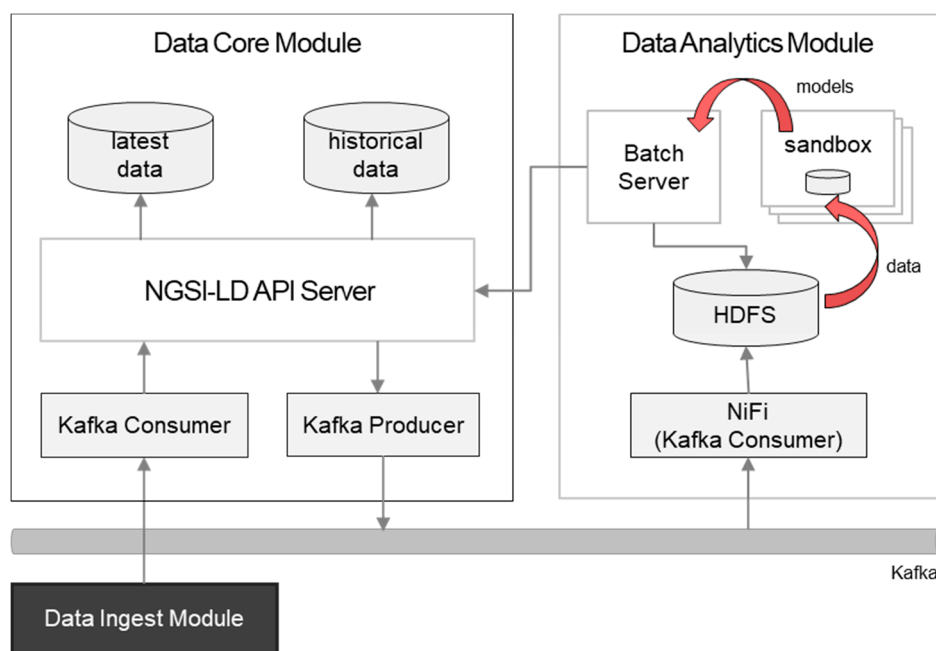 Data Core Module
Data Analytics Module
models
latest
data
historical
data
Batch
Server
sandbox
NGSI-LD API Server
data
HDFS
Kafka Consumer
Kafka Producer
NiFi
(Kafka Consumer)
Kafka
Data Ingest Module